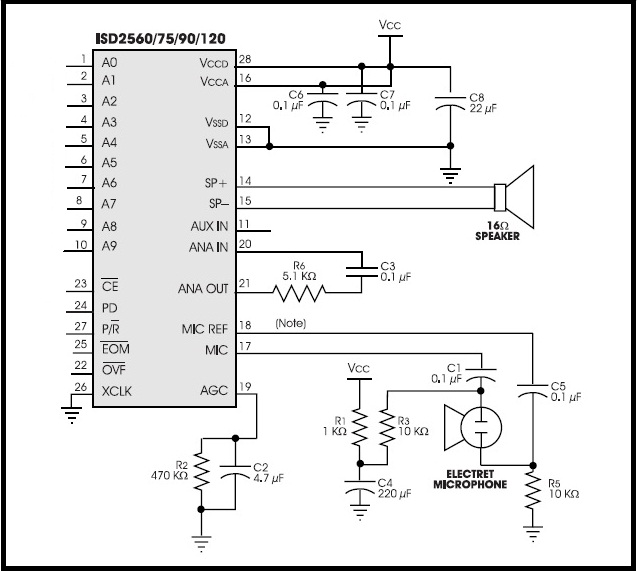 ISD2560/75/90/120
VCC
1 A0
2 A1
3 A2
4 A3
5 A4
6 A5
7 A6
8 A7
9 A8
10 A9
23 CE
24 PD
27 P/R
25 EOM
22 OVF
26 XCLK
VCCD 28
VCCA 16
VSSD 12
VSSA 13
SP+ 14
SP– 15
AUX IN 11
ANA IN 20
ANA OUT 21
MIC REF 18
MIC 17
AGC 19
C6
0.1 µF
C7
0.1 µF
C8
22 µF
16Ω
SPEAKER
R6
5.1 KΩ
C3
0.1 µF
(Note)
VCC
C1
0.1 µF
C5
0.1 µF
R1
1 KΩ
R3
10 KΩ
R2
470 KΩ
C2
4.7 µF
C4
220 µF
ELECTRET
MICROPHONE
R5
10 KΩ